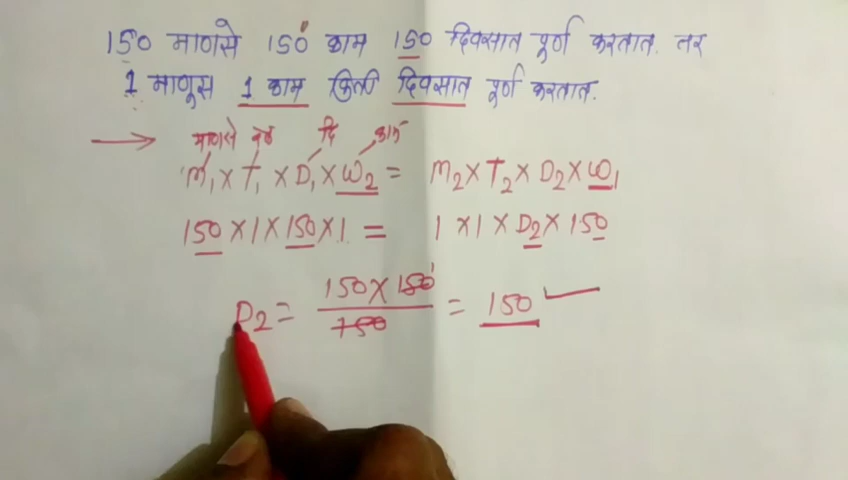 150 माणसे 150 काम 150 दिवसात पूर्ण करतात. तर
1 माणूस 1 काम किती दिवसात पूर्ण करतात.
माणसे वेळ दि काम
M₁ × T₁ × D₁ × W₂ = M₂ × T₂ × D₂ × W₁
150 × 1 × 150 × 1 = 1 × 1 × D₂ × 150
D₂ = 150 × 150 / 150 = 150